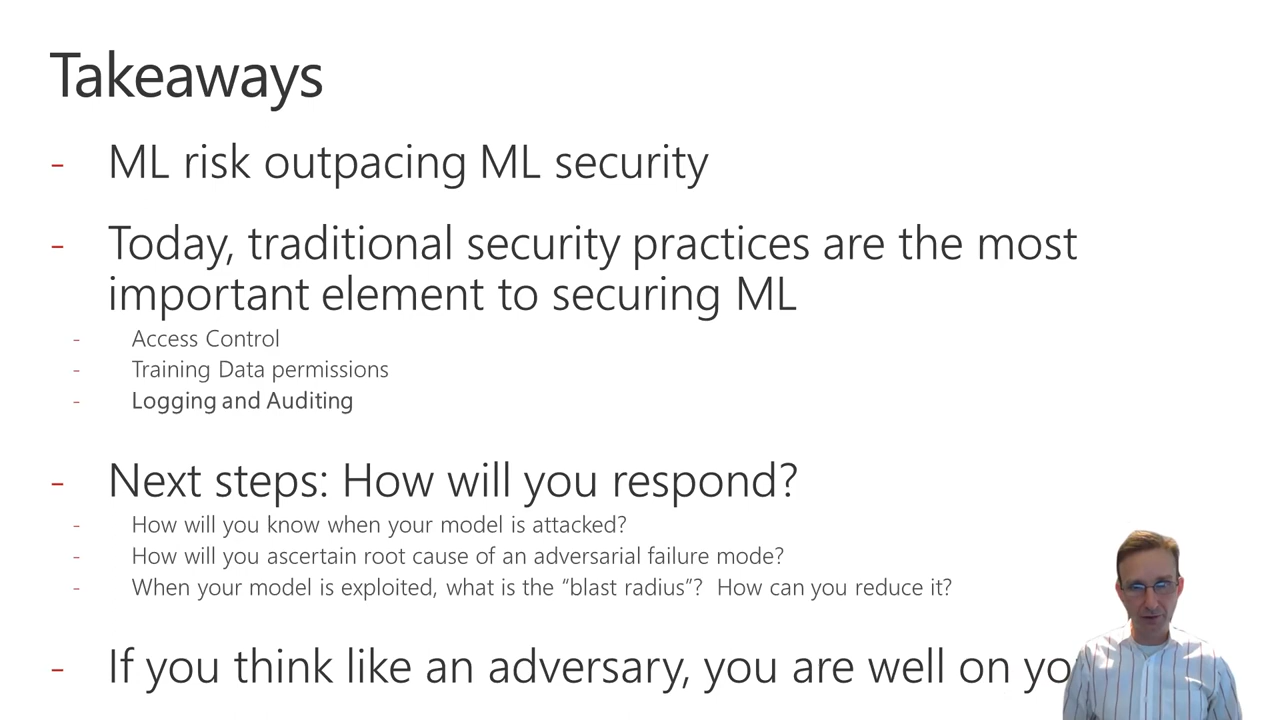 Takeaways
- ML risk outpacing ML security
- Today, traditional security practices are the most
important element to securing ML
- Access Control
- Training Data permissions
- Logging and Auditing
- Next steps: How will you respond?
- How will you know when your model is attacked?
- How will you ascertain root cause of an adversarial failure mode?
- When your model is exploited, what is the “blast radius”? How can you reduce it?
- If you think like an adversary, you are well on